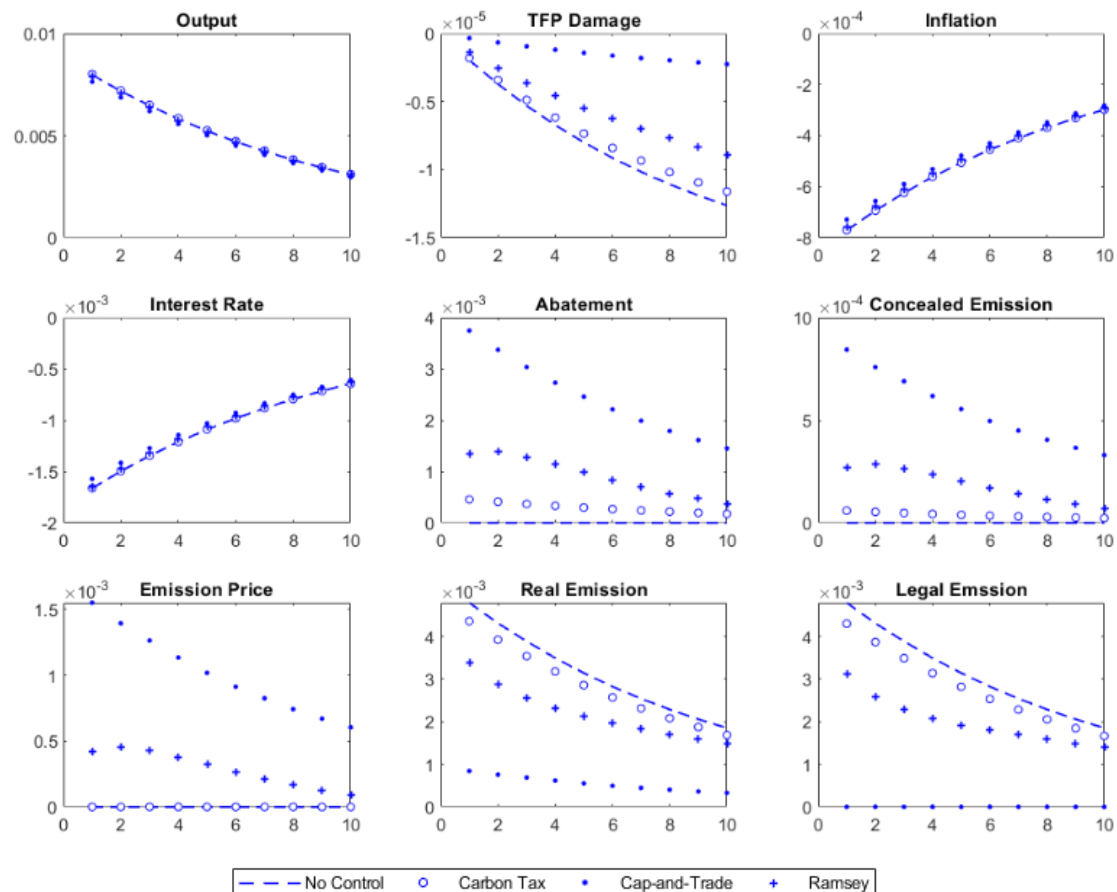 Output
0.01
0.005
0
0 2 4 6 8 10
TFP Damage
×10-5
0
-0.5
-1
-1.5
0 2 4 6 8 10
Inflation
×10-4
0
-2
-4
-6
-8
0 2 4 6 8 10
Interest Rate
×10-3
0
-0.5
-1
-1.5
-2
0 2 4 6 8 10
Abatement
×10-3
4
3
2
1
0
0 2 4 6 8 10
Concealed Emission
×10-4
10
5
0
0 2 4 6 8 10
Emission Price
×10-3
1.5
1
0.5
0
0 2 4 6 8 10
Real Emission
×10-3
4
3
2
1
0
0 2 4 6 8 10
Legal Emssion
×10-3
4
3
2
1
0
0 2 4 6 8 10
No Control Carbon Tax Cap-and-Trade Ramsey